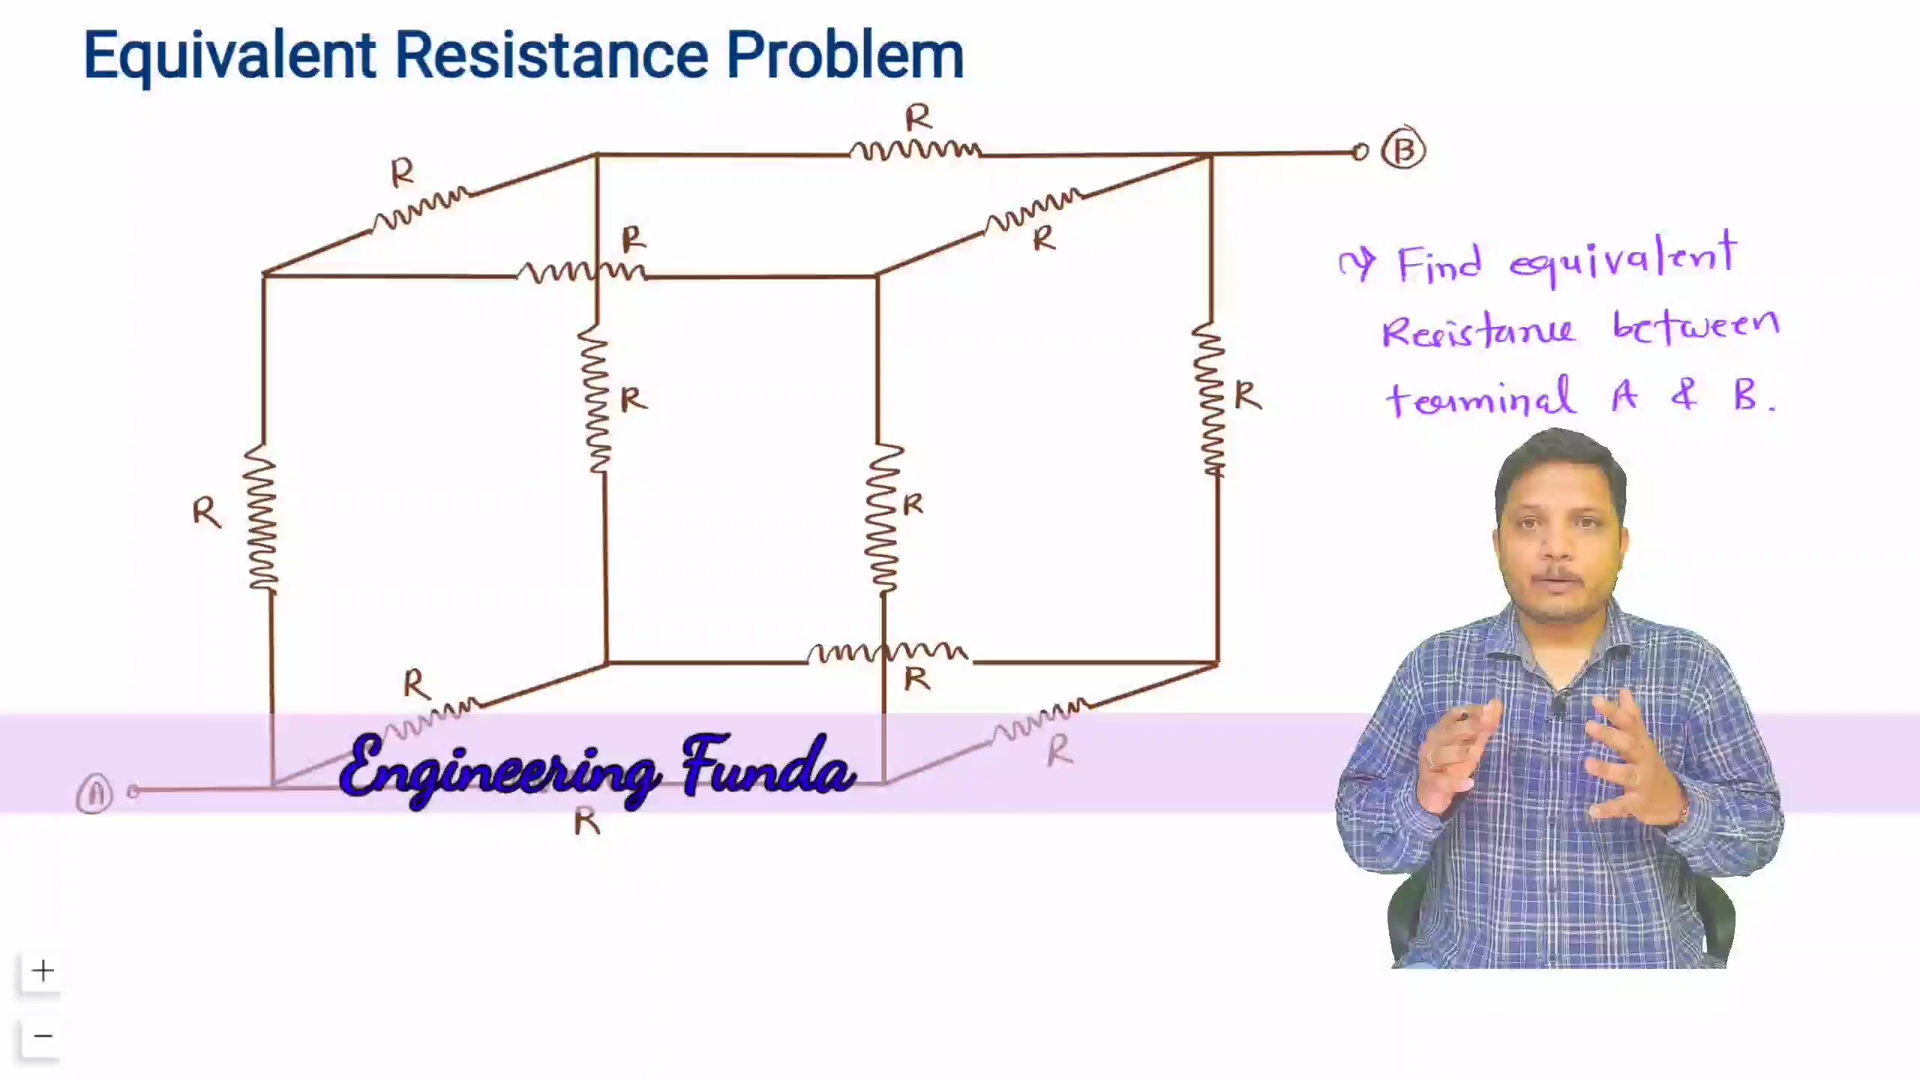 Equivalent Resistance Problem
R
B
R
R
R
Find equivalent
Resistance between
terminal A & B.
R
R
R
R
R
R
R
R
Engineering Funda
A
R
+
−